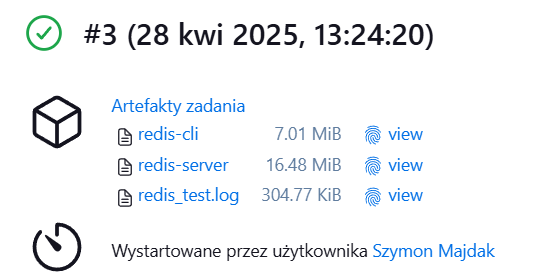 #3 (28 kwi 2025, 13:24:20)
Artefakty zadania
redis-cli 7.01 MiB view
redis-server 16.48 MiB view
redis_test.log 304.77 KiB view
Wystartowane przez użytkownika Szymon Majdak